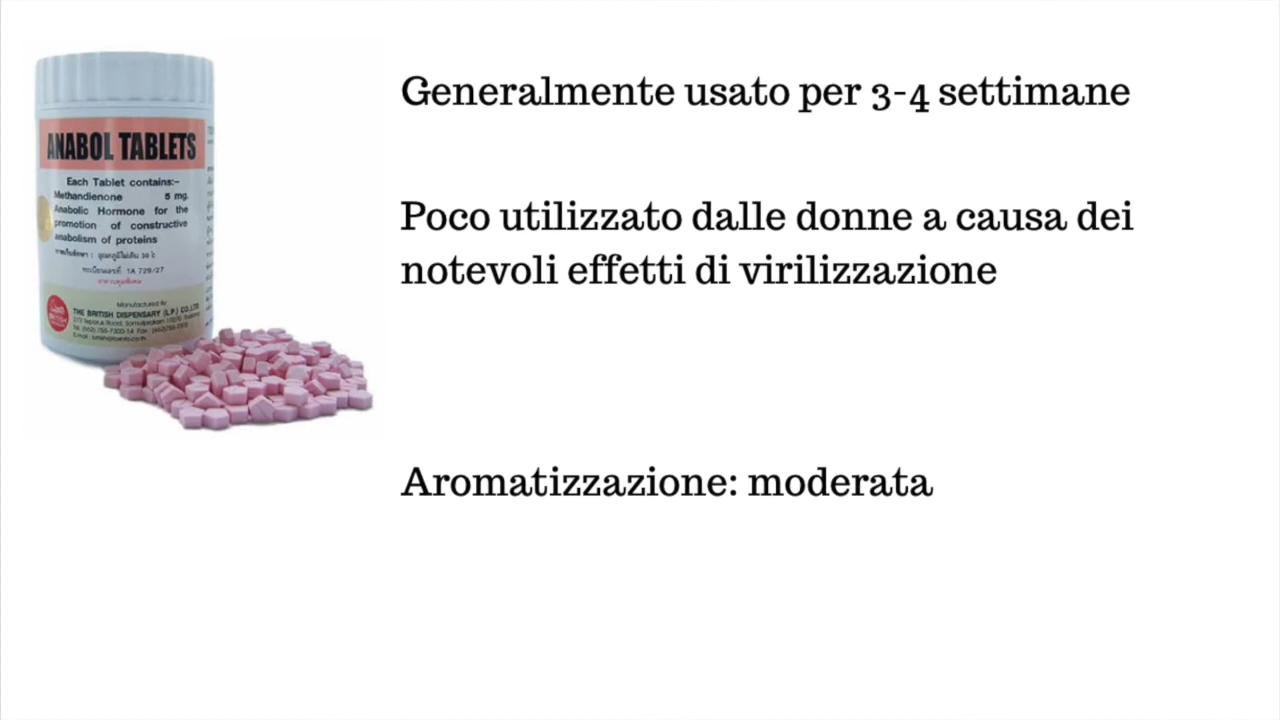 ANABOL TABLETS
Each Tablet contains:-
Methandienone 5 mg.
Anabolic Hormone for the
promotion of constructive
anabolism of proteins
Manufactured By
THE BRITISH DISPENSARY (L.P.) CO.,LTD.
Generalmente usato per 3-4 settimane
Poco utilizzato dalle donne a causa dei
notevoli effetti di virilizzazione
Aromatizzazione: moderata